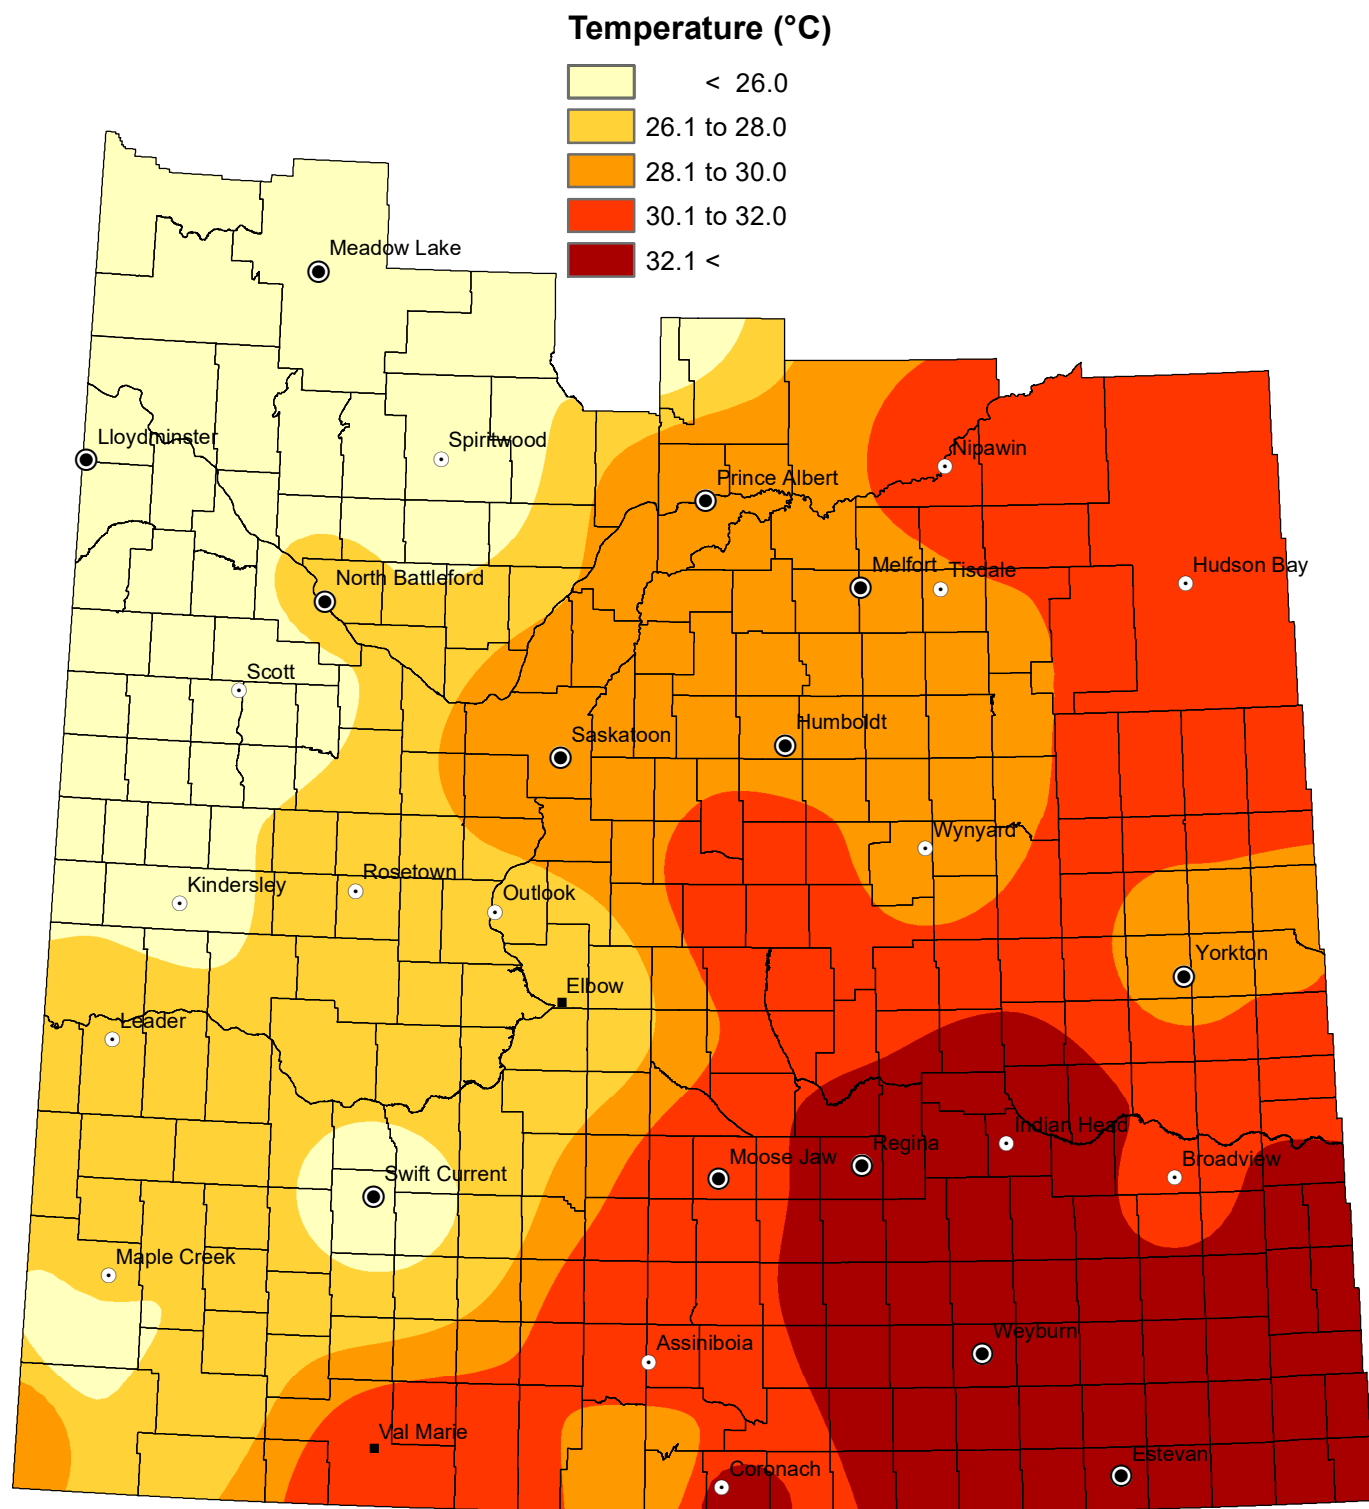 Temperature (°C)
< 26.0
26.1 to 28.0
28.1 to 30.0
30.1 to 32.0
32.1 <
Meadow Lake
Lloydminster
Spiritwood
Nipawin
Prince Albert
Hudson Bay
Melfort
Tisdale
North Battleford
Scott
Humboldt
Saskatoon
Wynyard
Rosetown
Kindersley
Outlook
Yorkton
Elbow
Leader
Indian Head
Regina
Moose Jaw
Broadview
Swift Current
Maple Creek
Weyburn
Assiniboia
Val Marie
Estevan
Coronach